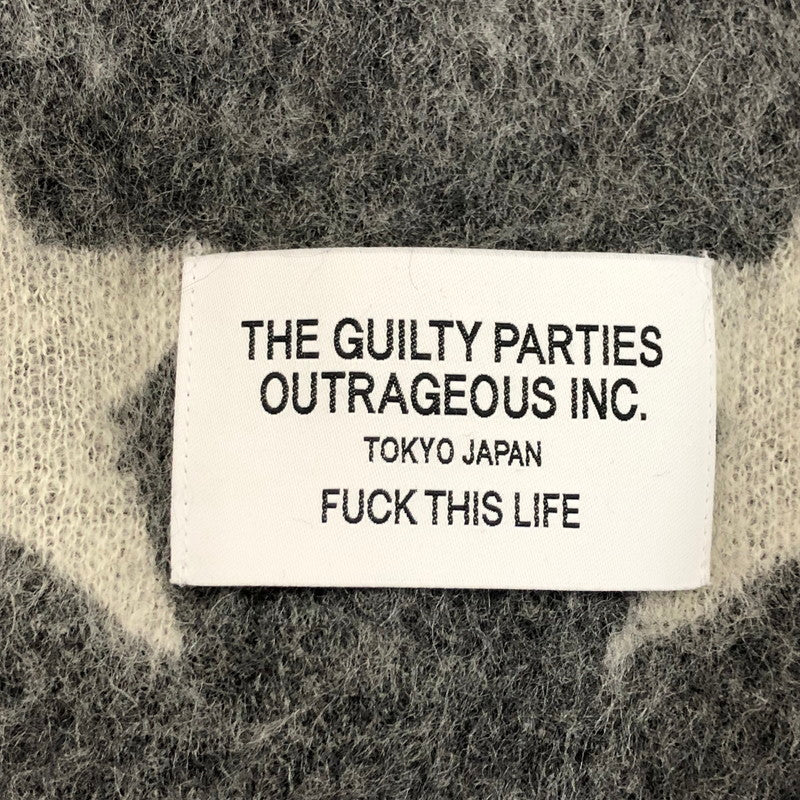 THE GUILTY PARTIES
OUTRAGEOUS INC.
TOKYO JAPAN
FUCK THIS LIFE